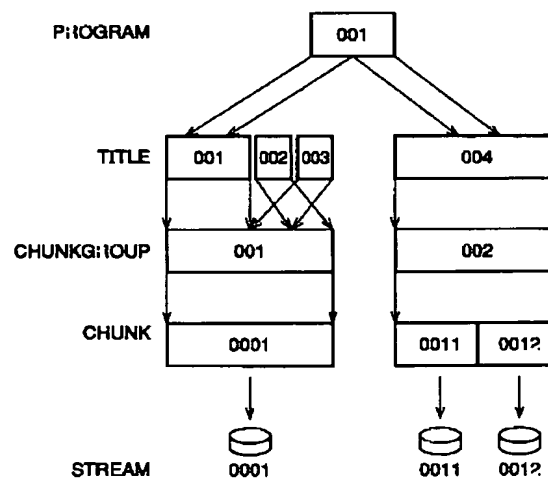 PROGRAM 001
TITLE 001 002 003 004
CHUNKGROUP 001 002
CHUNK 0001 0011 0012
STREAM 0001 0011 0012